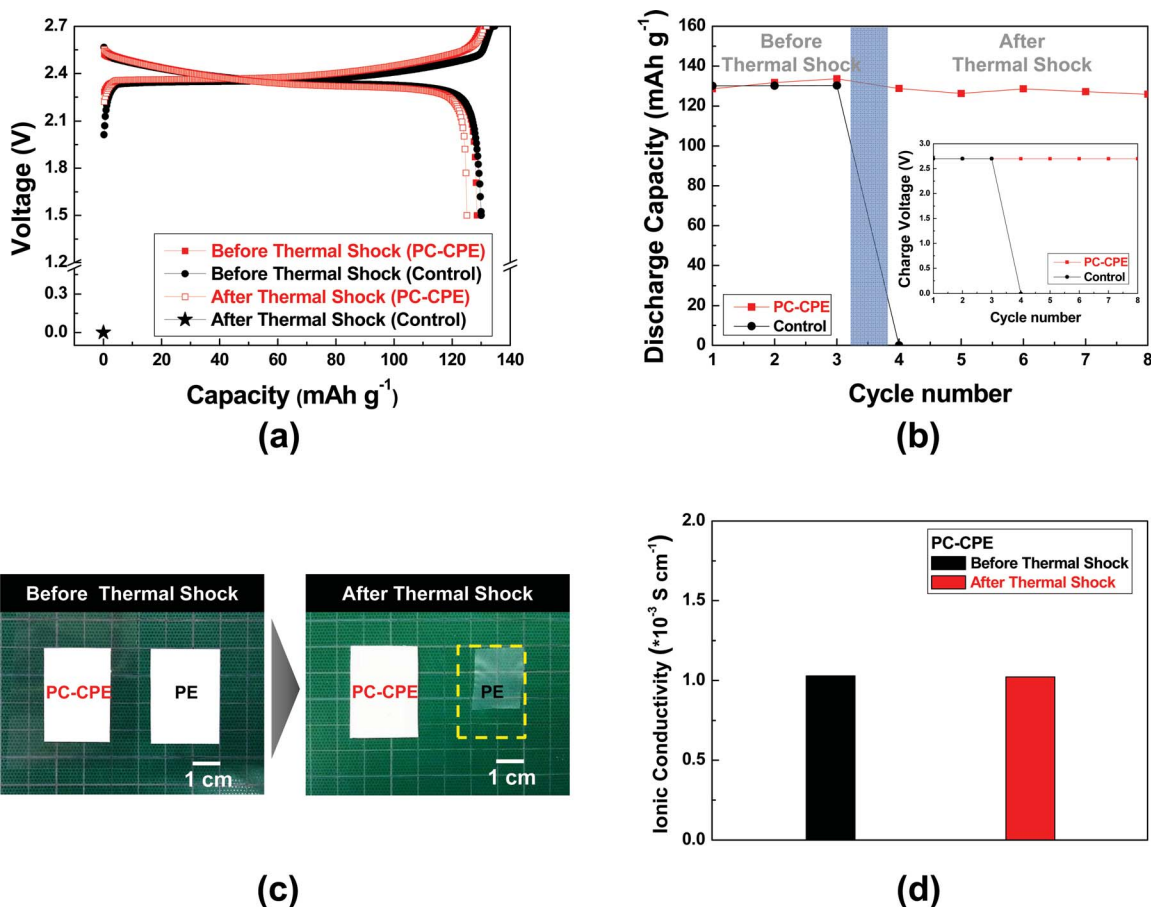 2.7
2.4
2.1
1.8
1.5
1.2
0.3
0.0
Voltage (V)
Before Thermal Shock (PC-CPE)
Before Thermal Shock (Control)
After Thermal Shock (PC-CPE)
After Thermal Shock (Control)
0 20 40 60 80 100 120 140
Capacity (mAh g⁻¹)
(a)
160
140
120
100
80
60
40
20
0
Discharge Capacity (mAh g⁻¹)
Before
Thermal Shock
After
Thermal Shock
3.0
2.5
2.0
1.5
1.0
0.5
0.0
Charge Voltage (V)
PC-CPE
Control
1 2 3 4 5 6 7 8
Cycle number
PC-CPE
Control
1 2 3 4 5 6 7 8
Cycle number
(b)
Before Thermal Shock
PC-CPE
PE
1 cm
After Thermal Shock
PC-CPE
PE
1 cm
(c)
2.0
1.5
1.0
0.5
0.0
Ionic Conductivity (*10⁻³ S cm⁻¹)
PC-CPE
Before Thermal Shock
After Thermal Shock
(d)